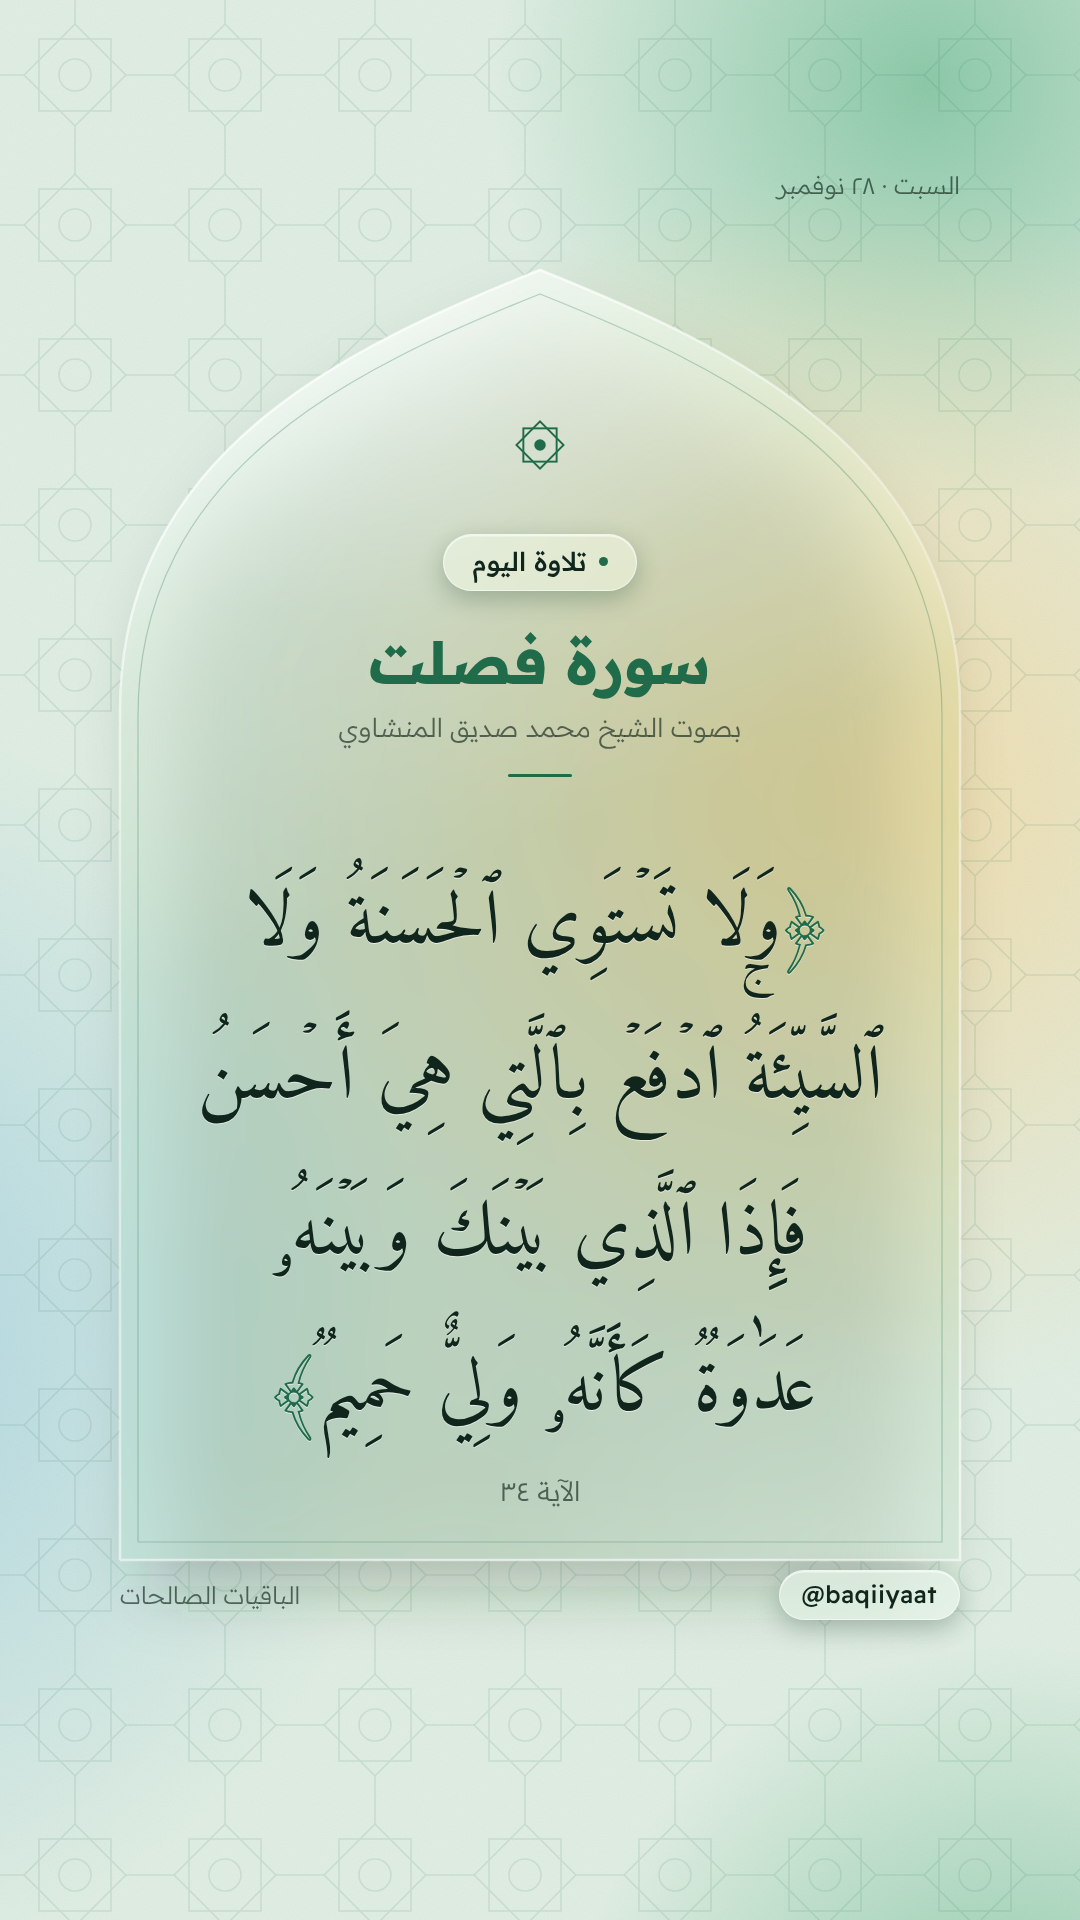 السبت · ٢٨ نوفمبر
تلاوة اليوم
سورة فصلت
بصوت الشيخ محمد صديق المنشاوي
﴿وَلَا تَسۡتَوِي ٱلۡحَسَنَةُ وَلَا
ٱلسَّيِّئَةُۚ ٱدۡفَعۡ بِٱلَّتِي هِيَ أَحۡسَنُ
فَإِذَا ٱلَّذِي بَيۡنَكَ وَبَيۡنَهُۥ
عَدَٰوَةٞ كَأَنَّهُۥ وَلِيٌّ حَمِيمٞ﴾
الآية ٣٤
@baqiiyaat
الباقيات الصالحات